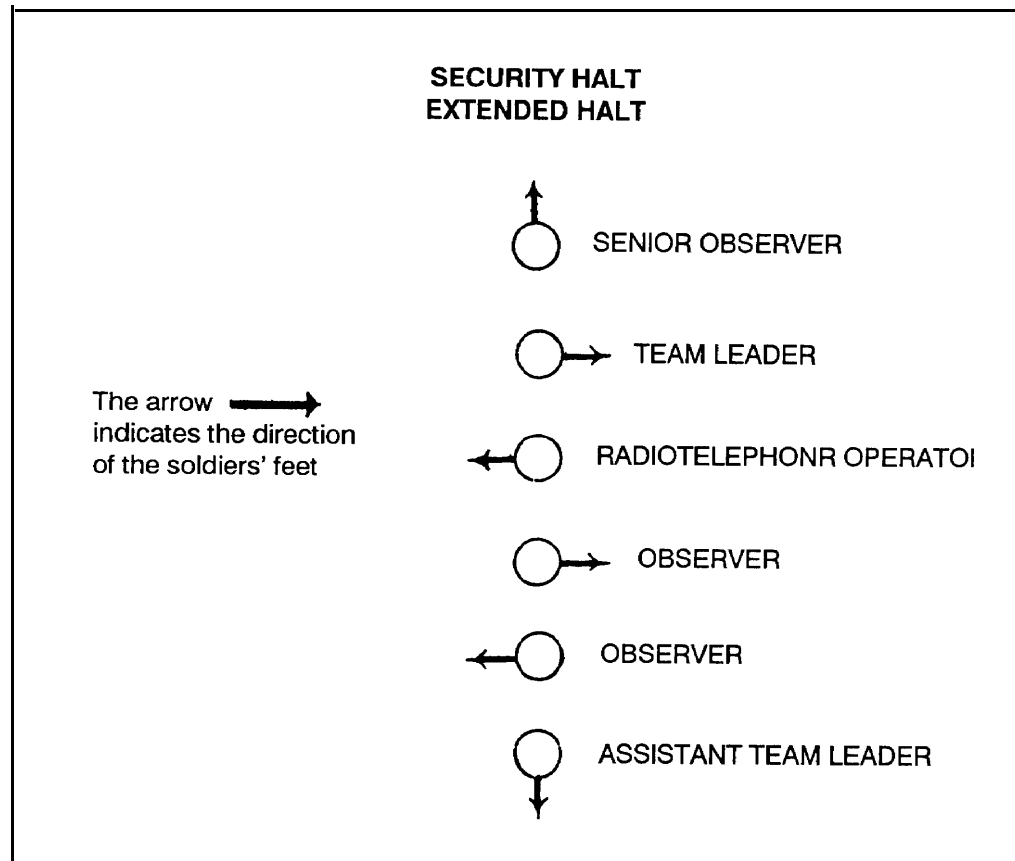 SECURITY HALT
EXTENDED HALT
SENIOR OBSERVER
TEAM LEADER
The arrow
indicates the direction
of the soldiers' feet
RADIOTELEPHONR OPERATOI
OBSERVER
OBSERVER
ASSISTANT TEAM LEADER